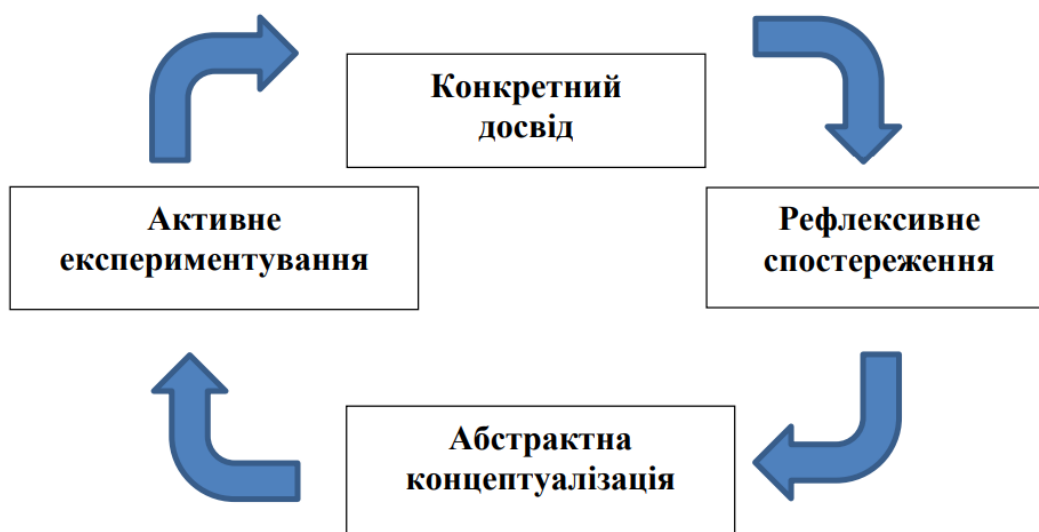 Конкретний
досвід
Активне
експериментування
Рефлексивне
спостереження
Абстрактна
концептуалізація